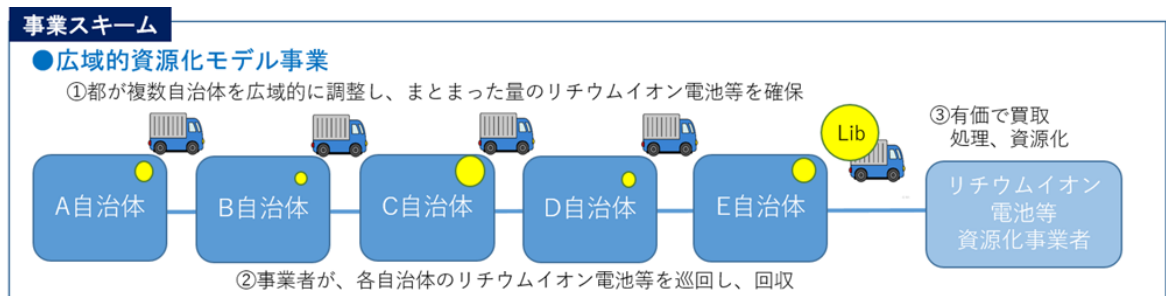 事業スキーム
●広域的資源化モデル事業
①都が複数自治体を広域的に調整し、まとまった量のリチウムイオン電池等を確保
Lib
③有価で買取
処理、資源化
A自治体
B自治体
C自治体
D自治体
E自治体
リチウムイオン
電池等
資源化事業者
②事業者が、各自治体のリチウムイオン電池等を巡回し、回収